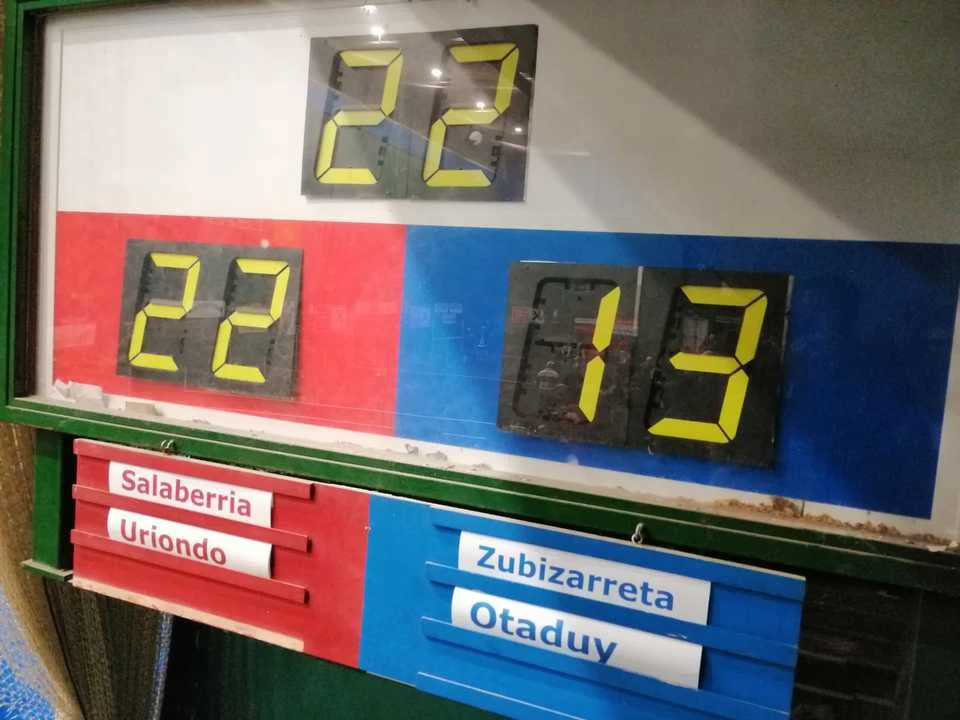 22
22 13
Salaberria
Uriondo
Zubizarreta
Otaduy